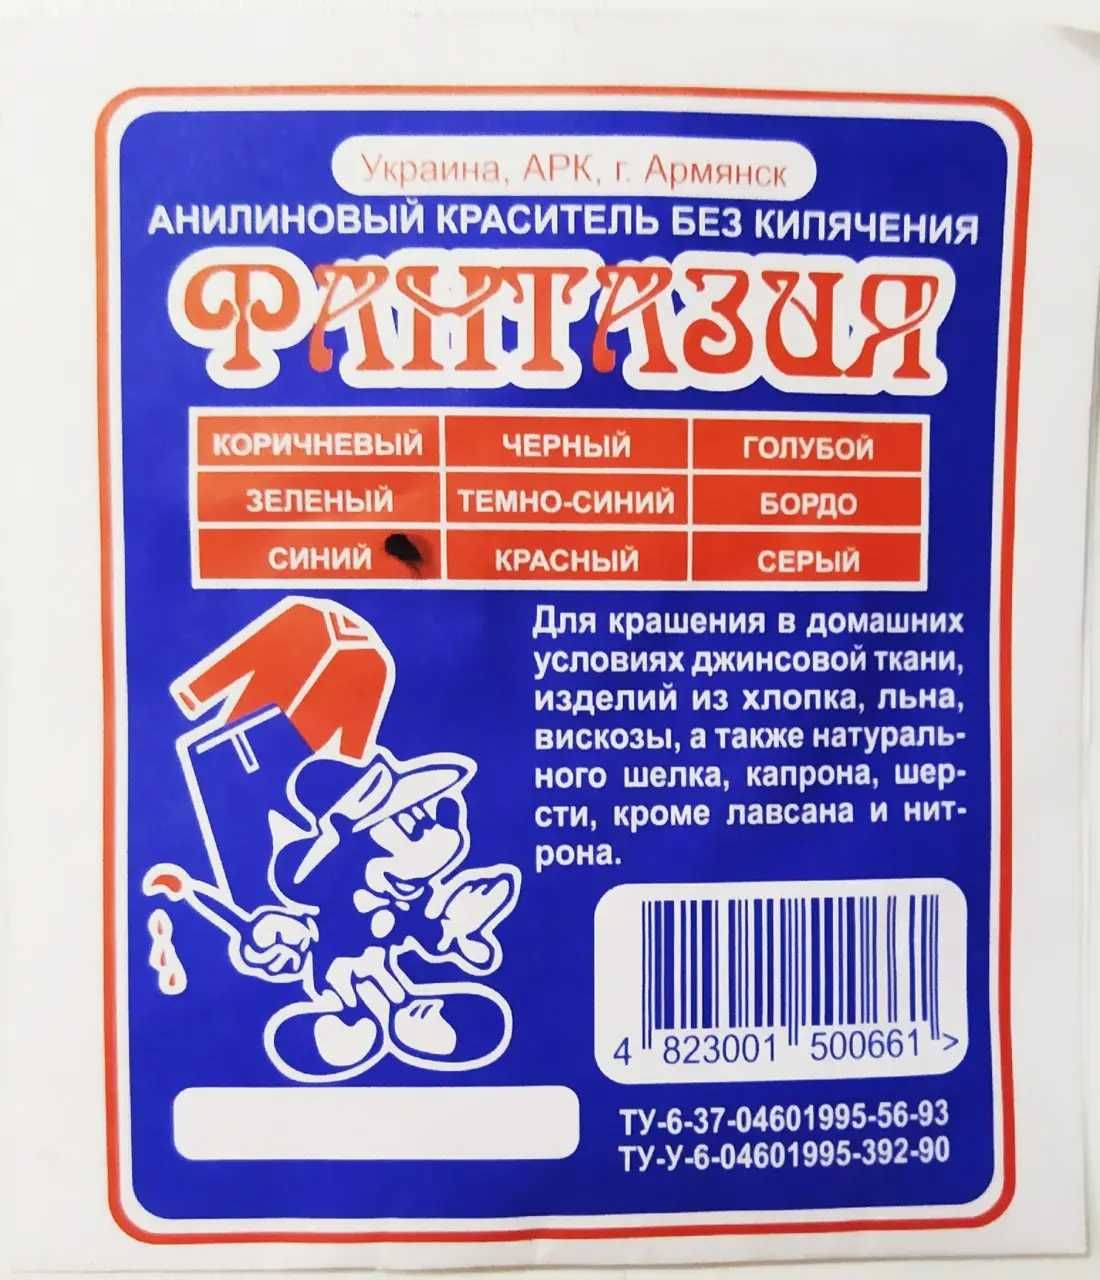 Украина, АРК, г. Армянск
АНИЛИНОВЫЙ КРАСИТЕЛЬ БЕЗ КИПЯЧЕНИЯ
ФАНТАЗИЯ
КОРИЧНЕВЫЙ ЧЕРНЫЙ ГОЛУБОЙ
ЗЕЛЕНЫЙ ТЕМНО-СИНИЙ БОРДО
СИНИЙ КРАСНЫЙ СЕРЫЙ
Для крашения в домашних
условиях джинсовой ткани,
изделий из хлопка, льна,
вискозы, а также натураль-
ного шелка, капрона, шер-
сти, кроме лавсана и нит-
рона.
4 823001 500661 >
ТУ-6-37-04601995-56-93
ТУ-У-6-04601995-392-90